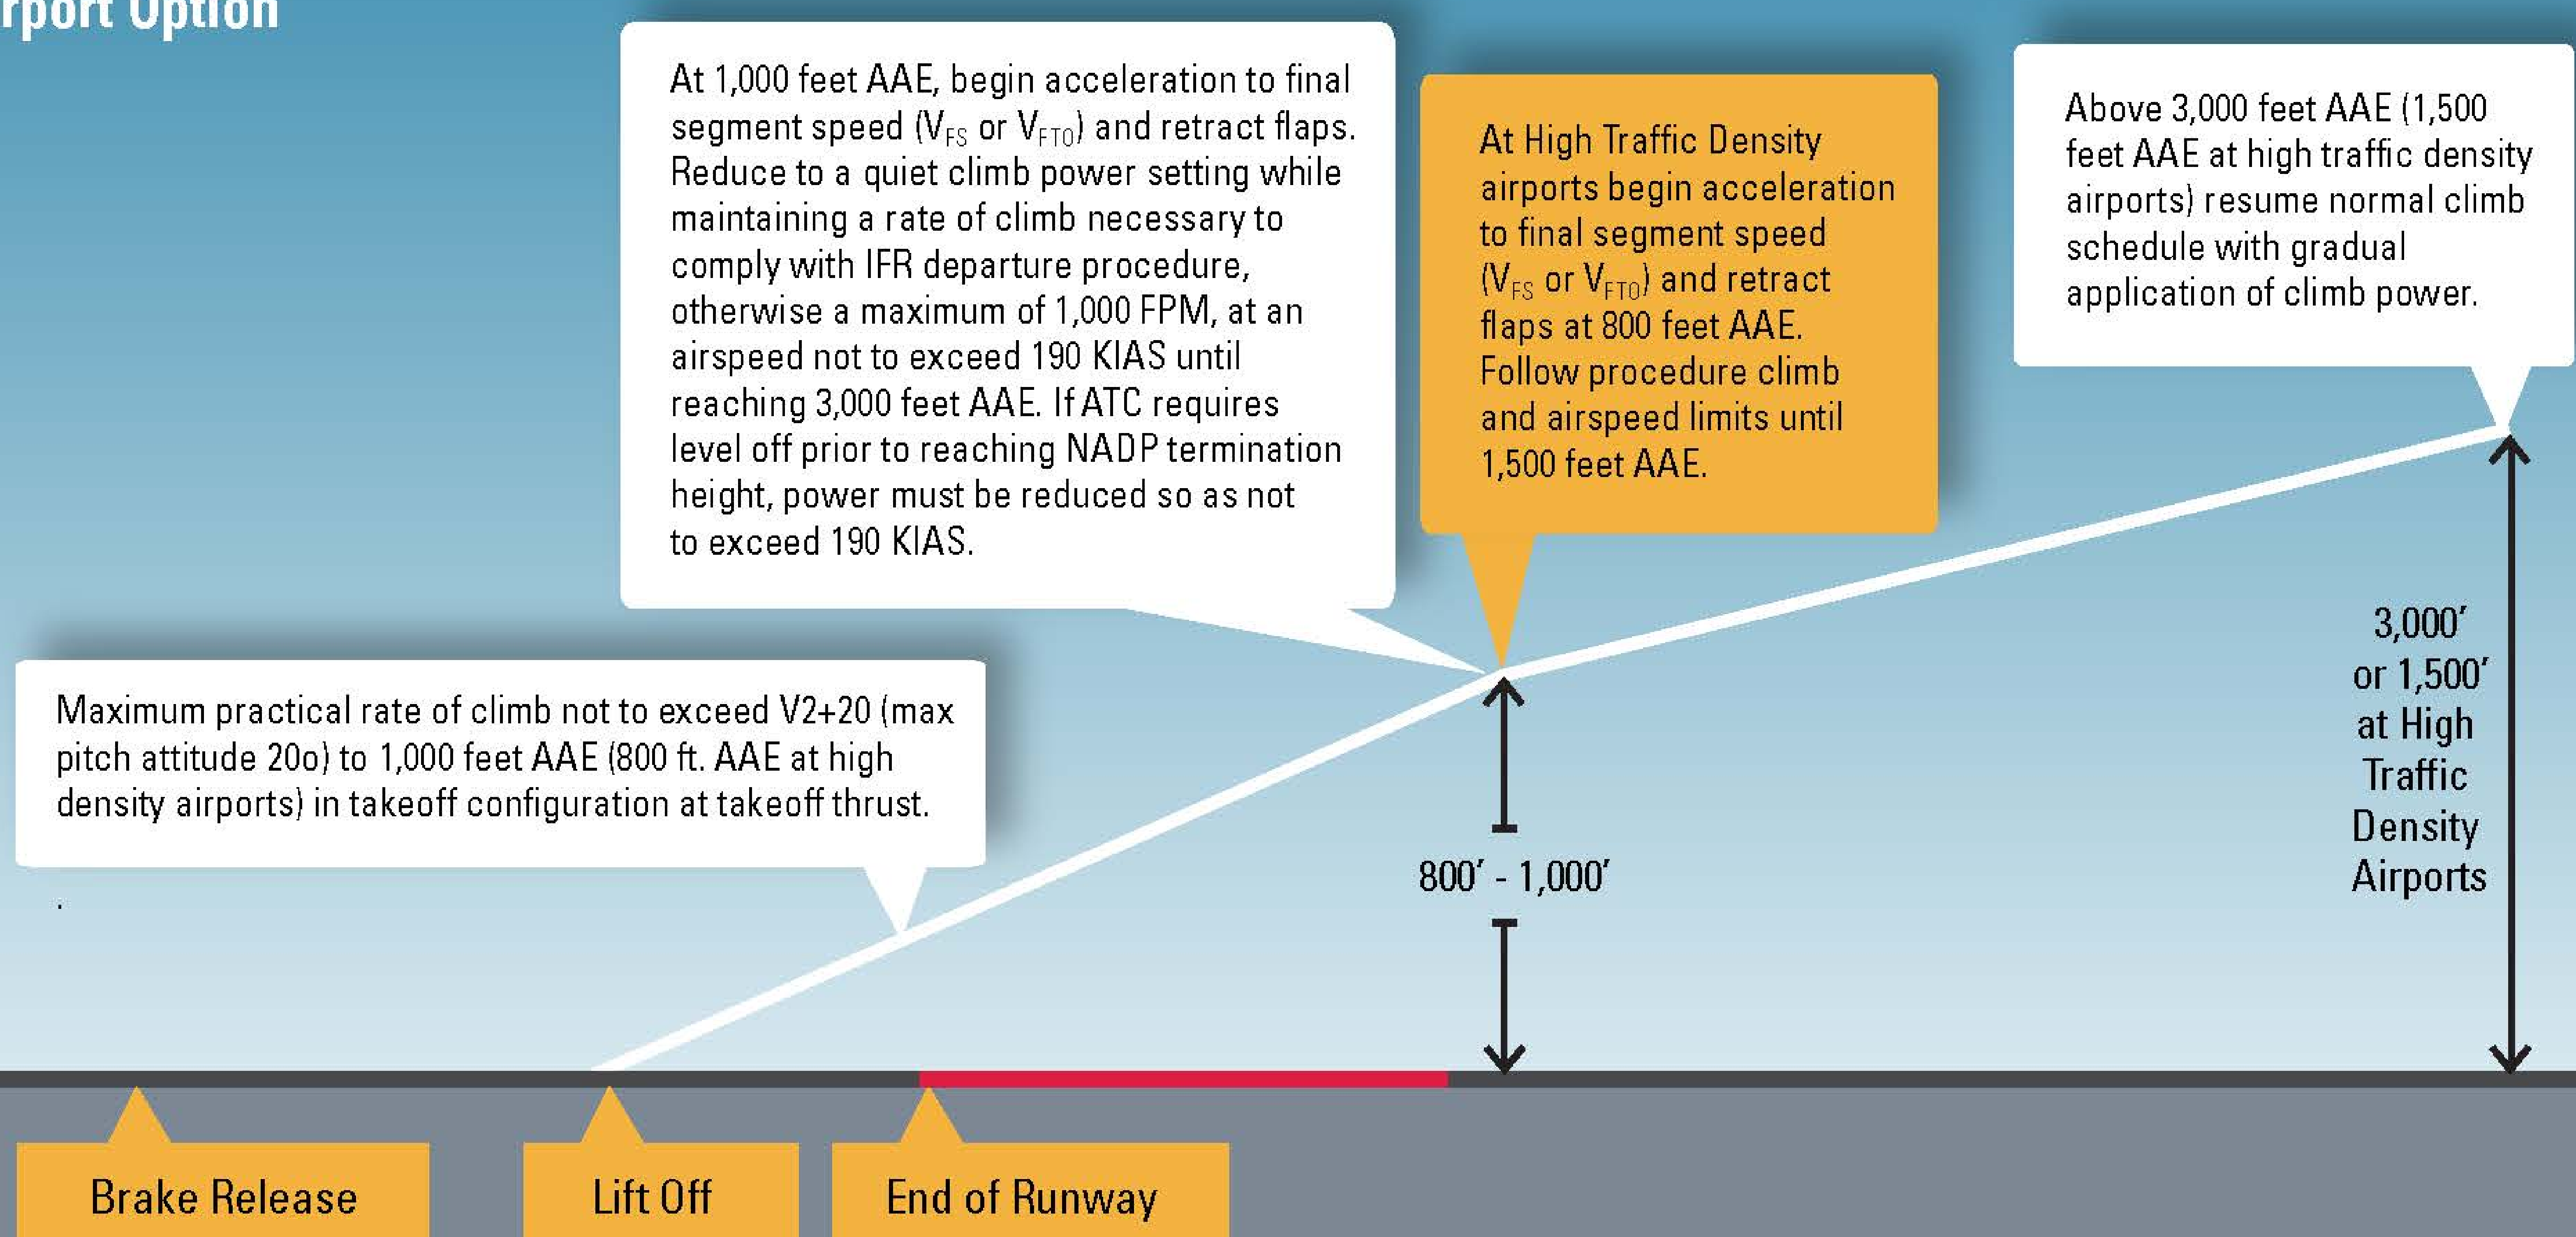 rport Option
At 1,000 feet AAE, begin acceleration to final
segment speed (VFS or VFTO) and retract flaps.
Reduce to a quiet climb power setting while
maintaining a rate of climb necessary to
comply with IFR departure procedure,
otherwise a maximum of 1,000 FPM, at an
airspeed not to exceed 190 KIAS until
reaching 3,000 feet AAE. If ATC requires
level off prior to reaching NADP termination
height, power must be reduced so as not
to exceed 190 KIAS.
At High Traffic Density
airports begin acceleration
to final segment speed
(VFS or VFTO) and retract
flaps at 800 feet AAE.
Follow procedure climb
and airspeed limits until
1,500 feet AAE.
Above 3,000 feet AAE (1,500
feet AAE at high traffic density
airports) resume normal climb
schedule with gradual
application of climb power.
Maximum practical rate of climb not to exceed V2+20 (max
pitch attitude 20o) to 1,000 feet AAE (800 ft. AAE at high
density airports) in takeoff configuration at takeoff thrust.
.
800′ - 1,000′
3,000′
or 1,500′
at High
Traffic
Density
Airports
Brake Release
Lift Off
End of Runway